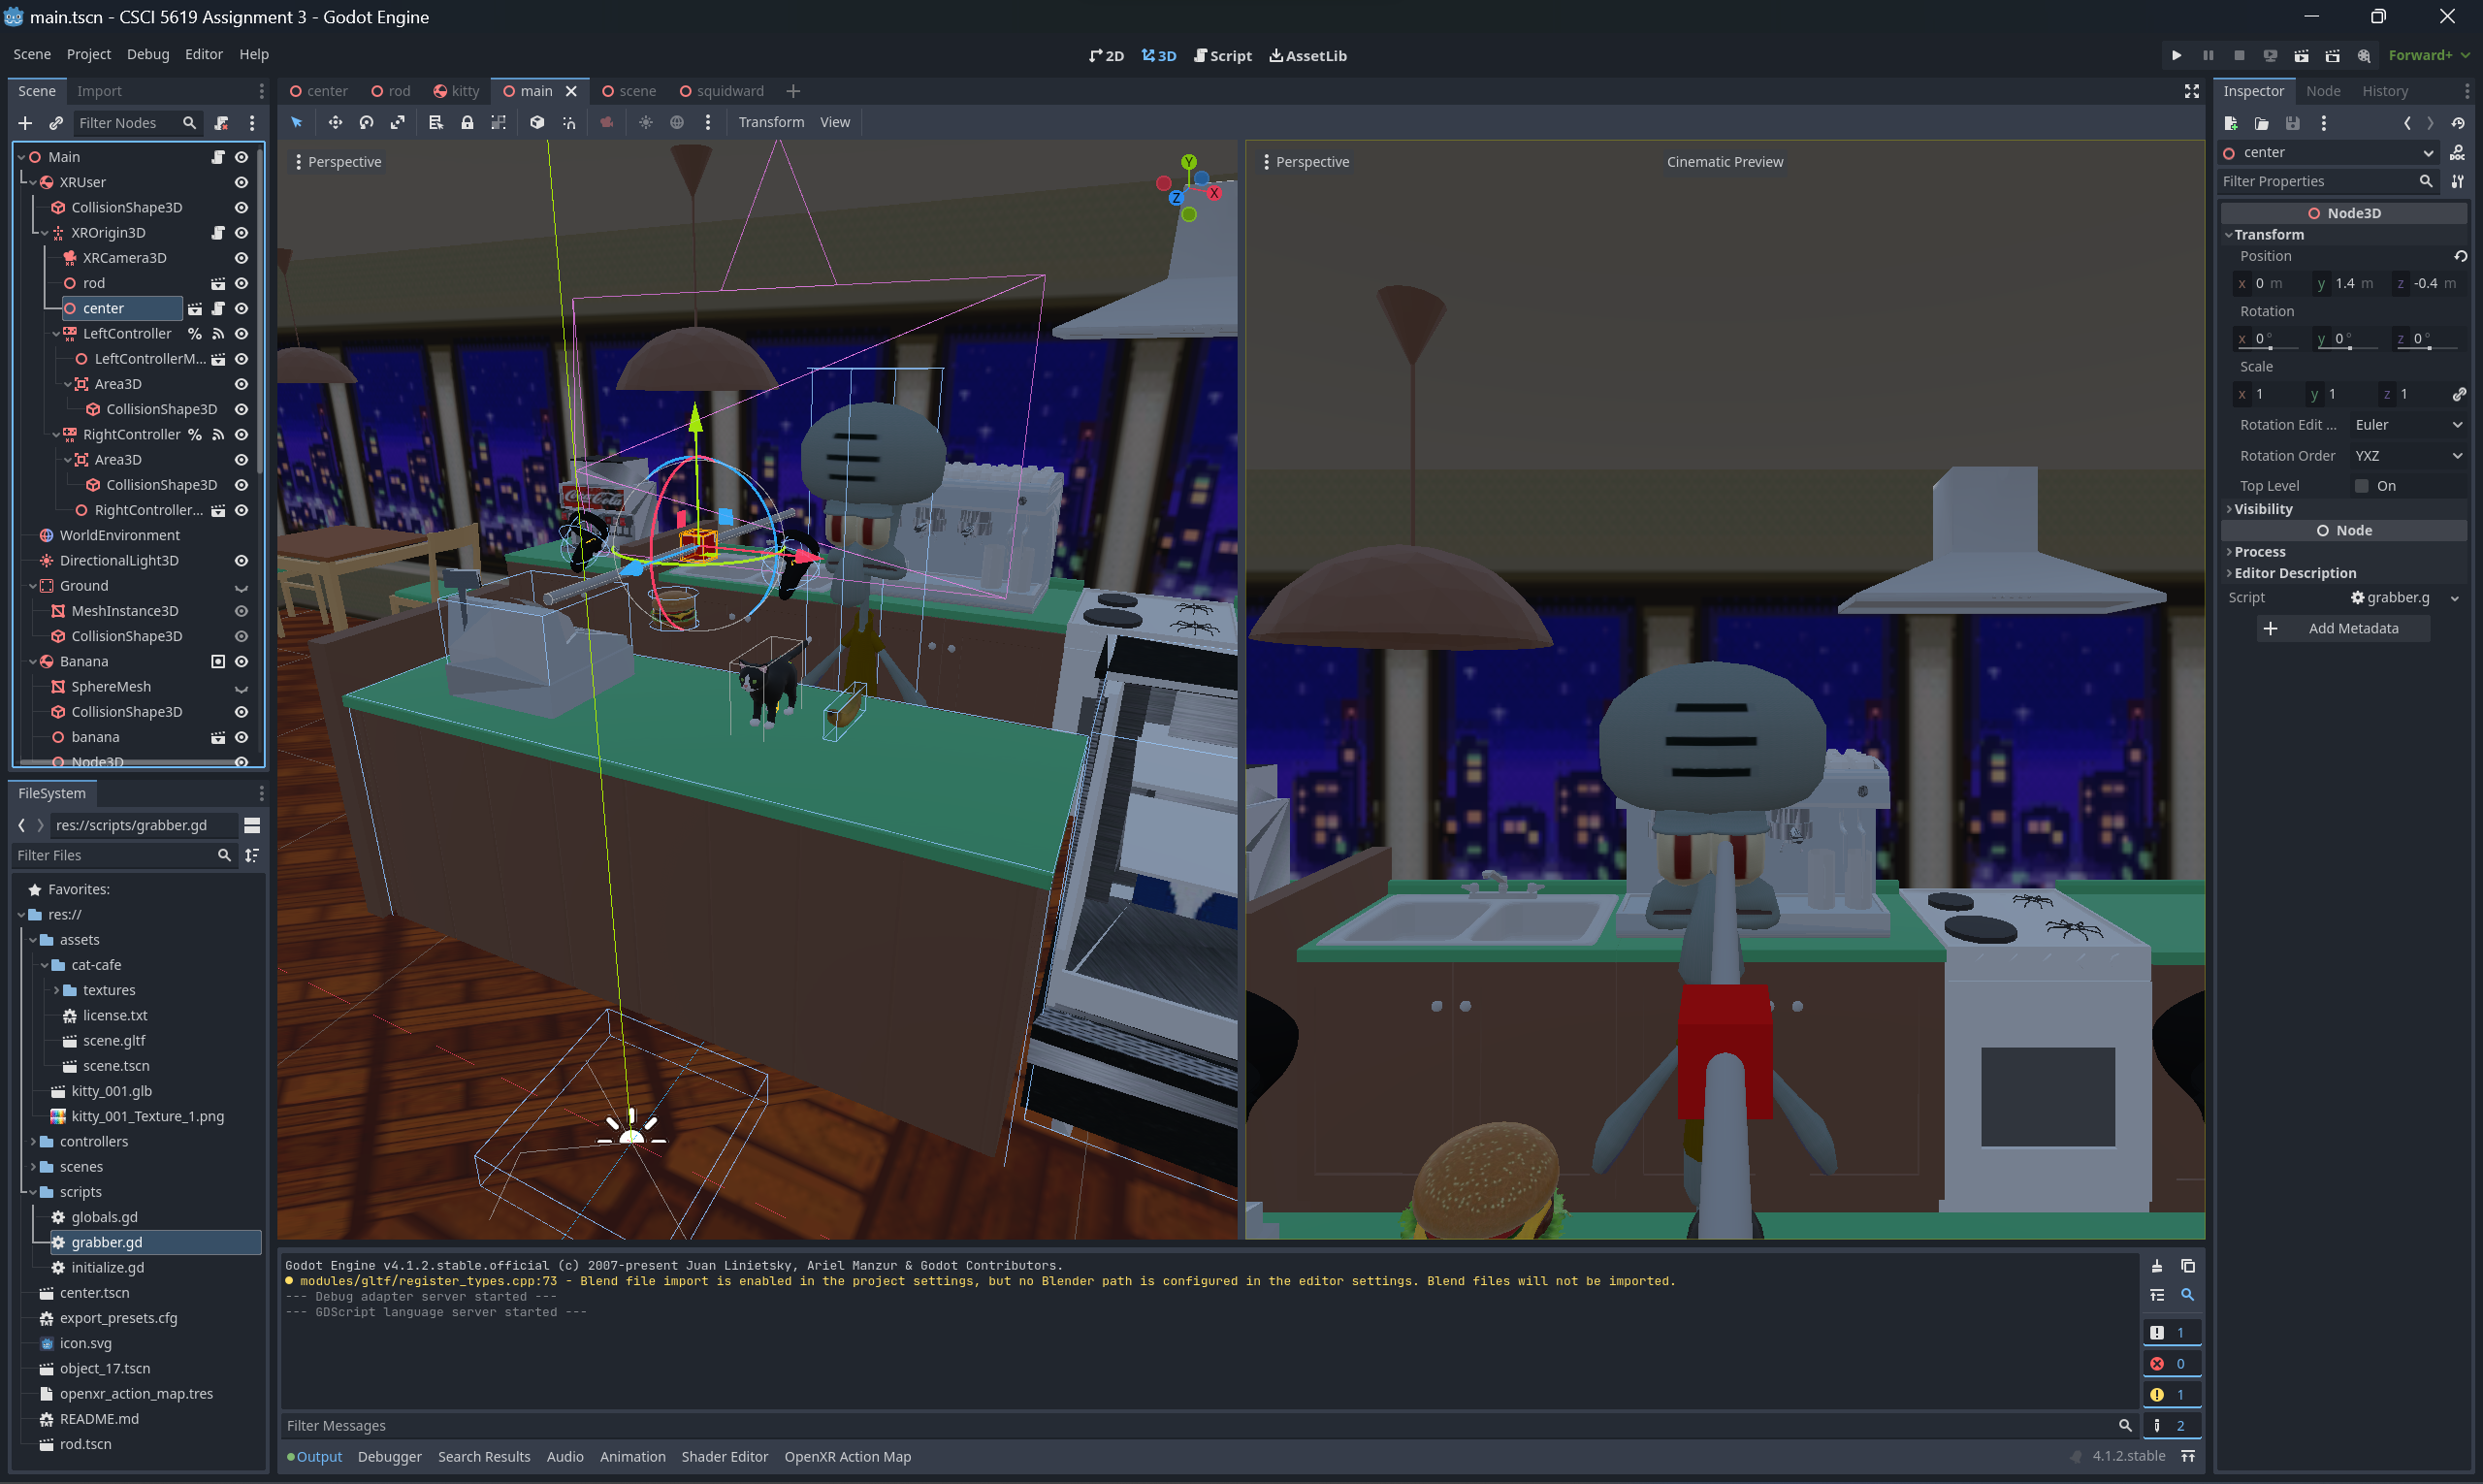 main.tscn - CSCI 5619 Assignment 3 - Godot Engine
Scene Project Debug Editor Help
2D 3D Script AssetLib
Forward+
Scene Import
Filter Nodes
Main
XRUser
CollisionShape3D
XROrigin3D
XRCamera3D
rod
center
LeftController
LeftControllerM...
Area3D
CollisionShape3D
RightController
Area3D
CollisionShape3D
RightController...
WorldEnvironment
DirectionalLight3D
Ground
MeshInstance3D
CollisionShape3D
Banana
SphereMesh
CollisionShape3D
banana
Node3D
FileSystem
res://scripts/grabber.gd
Filter Files
Favorites:
res://
assets
cat-cafe
textures
license.txt
scene.gltf
scene.tscn
kitty_001.glb
kitty_001_Texture_1.png
controllers
scenes
scripts
globals.gd
grabber.gd
initialize.gd
center.tscn
export_presets.cfg
icon.svg
object_17.tscn
openxr_action_map.tres
README.md
rod.tscn
center rod kitty main scene squidward
Transform View
Perspective
Y
X
Z
Coca-Cola
Perspective
Cinematic Preview
Godot Engine v4.1.2.stable.official (c) 2007-present Juan Linietsky, Ariel Manzur & Godot Contributors.
modules/gltf/register_types.cpp:73 - Blend file import is enabled in the project settings, but no Blender path is configured in the editor settings. Blend files will not be imported.
--- Debug adapter server started ---
--- GDScript language server started ---
1
0
1
2
Filter Messages
Output Debugger Search Results Audio Animation Shader Editor OpenXR Action Map
4.1.2.stable
Inspector Node History
center
Filter Properties
Node3D
Transform
Position
x 0 m y 1.4 m z -0.4 m
Rotation
x 0 ° y 0 ° z 0 °
Scale
x 1 y 1 z 1
Rotation Edit ... Euler
Rotation Order YXZ
Top Level On
Visibility
Node
Process
Editor Description
Script grabber.g
Add Metadata